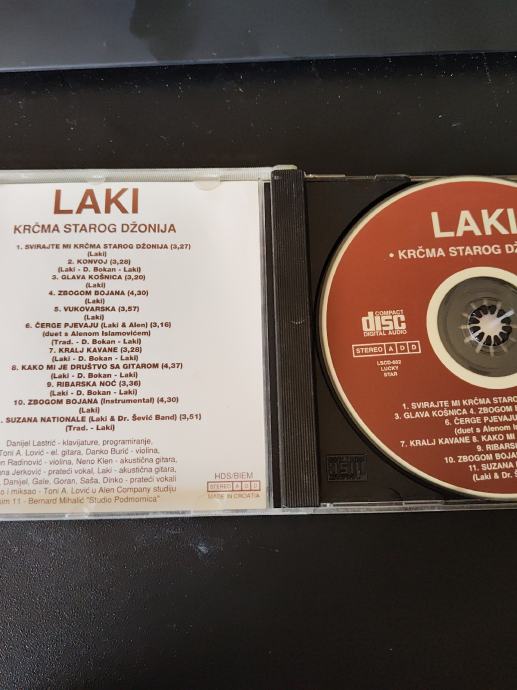 LAKI
KRČMA STAROG DŽONIJA
1. SVIRAJTE MI KRČMA STAROG DŽONIJA (3,27)
(Laki)
2. KONVOJ (3,28)
(Laki - D. Bokan - Laki)
3. GLAVA KOŠNICA (3,20)
(Laki)
4. ZBOGOM BOJANA (4,30)
(Laki)
5. VUKOVARSKA (3,57)
(Laki)
6. ČERGE PJEVAJU (Laki & Alen) (3,16)
(duet s Alenom Islamovićem)
(Trad. - D. Bokan - Laki)
7. KRALJ KAVANE (3,28)
(Laki - D. Bokan - Laki)
8. KAKO MI JE DRUŠTVO SA GITAROM (4,37)
(Laki - D. Bokan - Laki)
9. RIBARSKA NOĆ (3,36)
(Laki - D. Bokan - Laki)
10. ZBOGOM BOJANA (Instrumental) (4,30)
(Laki)
. SUZANA NATIONALE (Laki & Dr. Šević Band) (3,51)
(Trad. - Laki)
Danijel Lastrić - klavijature, programiranje,
Toni A. Lović - el. gitara, Danko Burić - violina,
Radinović - violina, Neno Klen - akustična gitara,
Jerković - prateći vokal, Laki - akustična gitara,
Danijel, Gale, Goran, Saša, Dinko - prateći vokali
o i miksao - Toni A. Lović u Alen Company studiju
im 11 - Bernard Mihalić "Studio Podmornica"
HDS/BIEM
STEREO A D D
MADE IN CROATIA
LAKI
• KRČMA STAROG DŽ
COMPACT
disc
DIGITAL AUDIO
STEREO A D D
LSCD-602
LUCKY
STAR
1. SVIRAJTE MI KRČMA STARO
3. GLAVA KOŠNICA 4. ZBOGOM B
6. ČERGE PJEVAJU
(duet s Alenom Isla
7. KRALJ KAVANE 8. KAKO MI
9. RIBARSK
10. ZBOGOM BOJAN
11. SUZANA
(Laki & Dr. Š